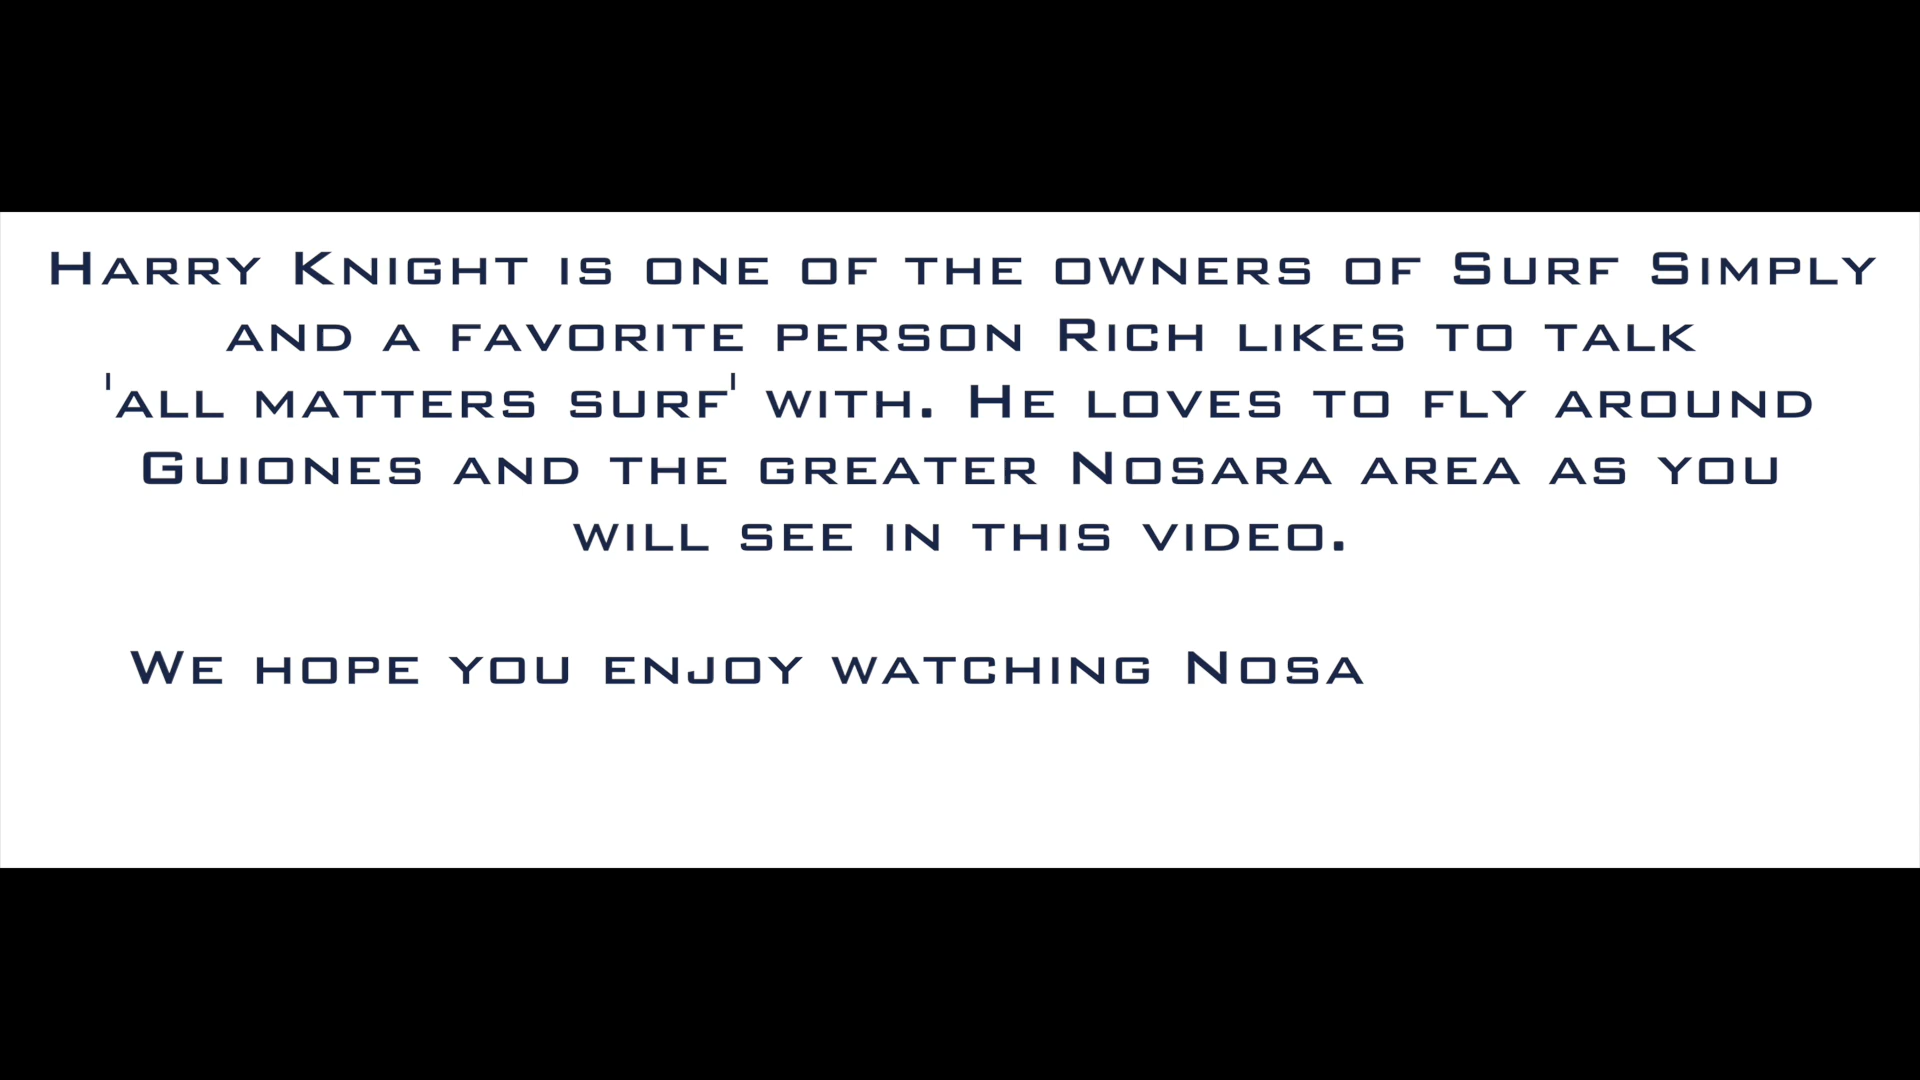 Harry Knight is one of the owners of Surf Simply
and a favorite person Rich likes to talk
'all matters surf' with. He loves to fly around
Guiones and the greater Nosara area as you
will see in this video.
We hope you enjoy watching Nosa